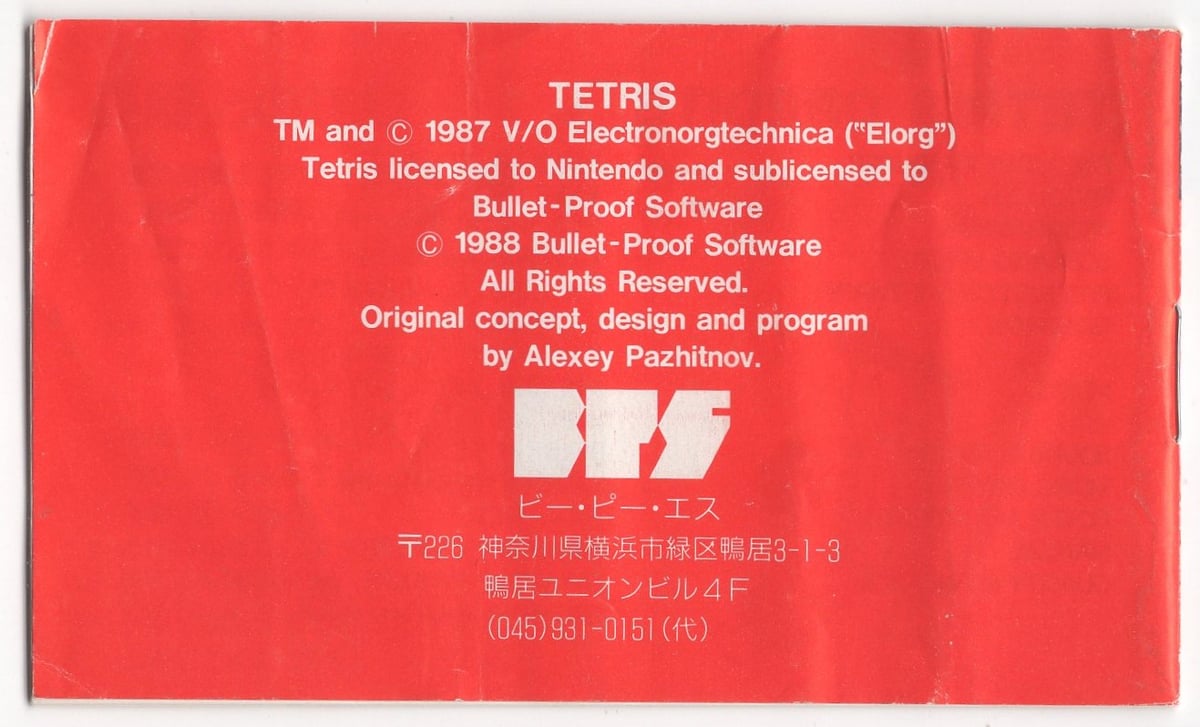 TETRIS
TM and © 1987 V/O Electronorgtechnica ("Elorg")
Tetris licensed to Nintendo and sublicensed to
Bullet-Proof Software
© 1988 Bullet-Proof Software
All Rights Reserved.
Original concept, design and program
by Alexey Pazhitnov.
BPS
ビー・ピー・エス
〒226 神奈川県横浜市緑区鴨居3-1-3
鴨居ユニオンビル4F
(045)931-0151(代)